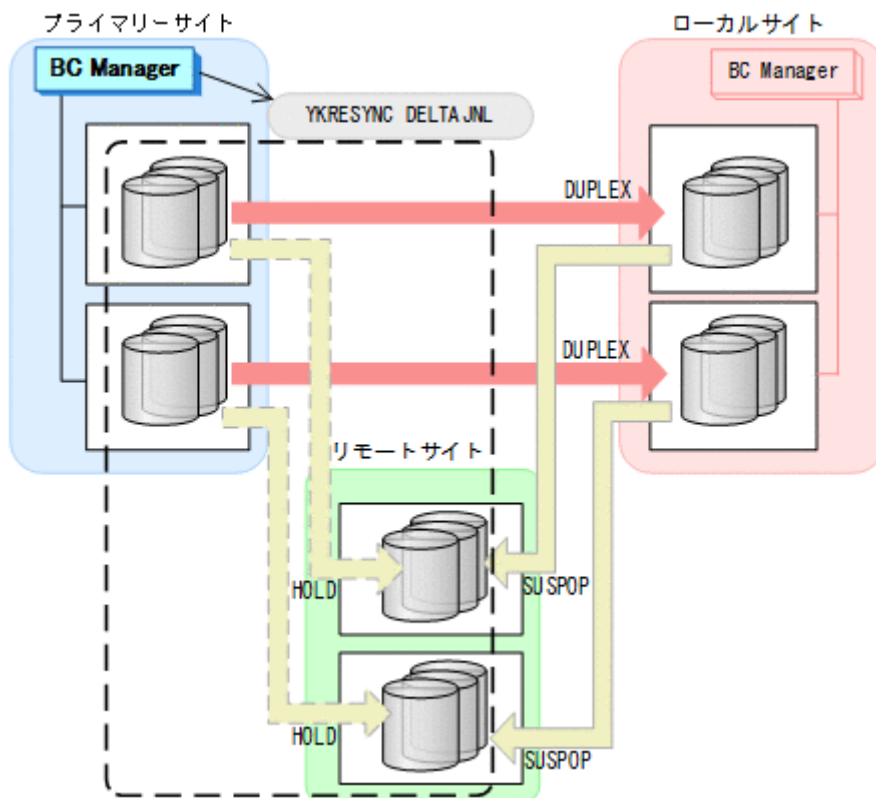 プライマリーサイト
ローカルサイト
BC Manager
BC Manager
YKRESYNC DELTAJNL
DUPLEX
DUPLEX
リモートサイト
HOLD
SUSPOP
HOLD
SUSPOP